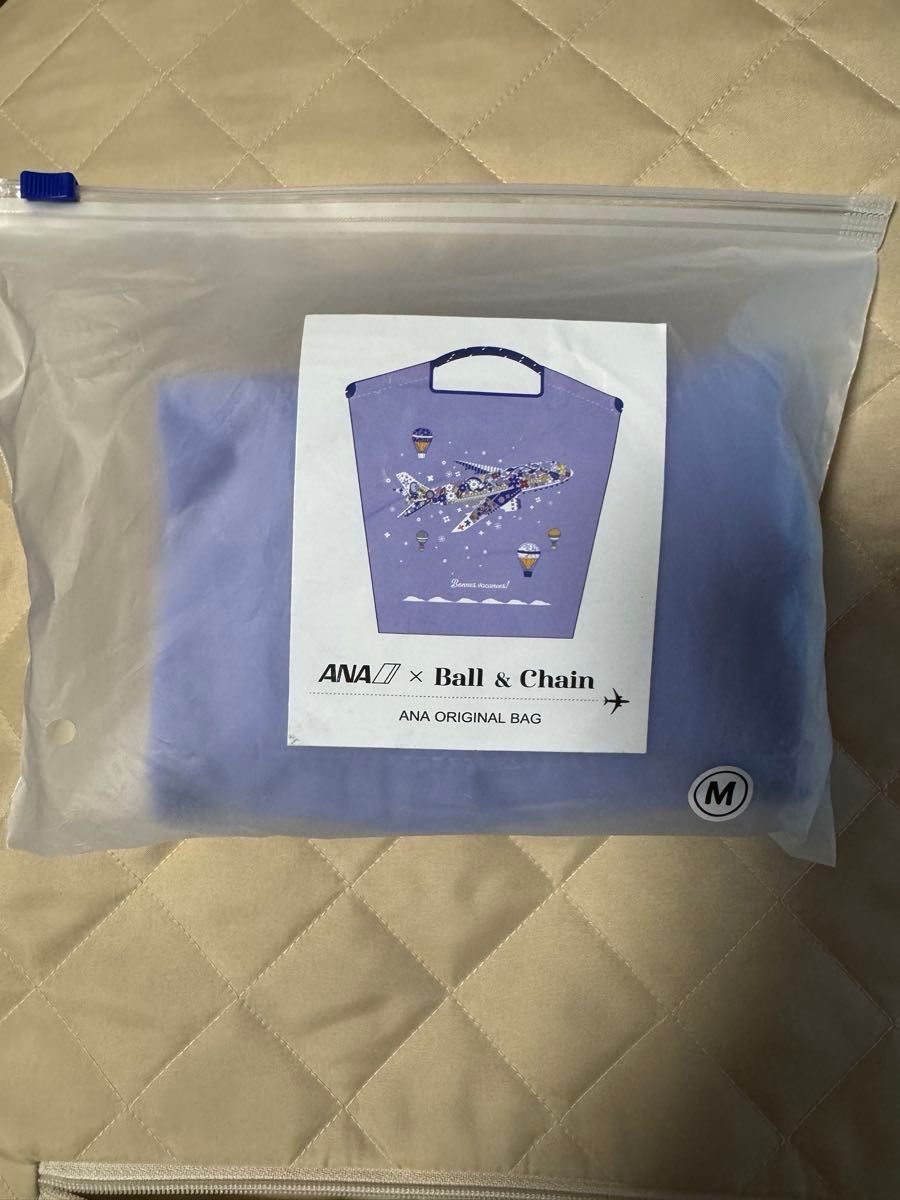 Bonnes vacances!
ANA × Ball & Chain
ANA ORIGINAL BAG
M